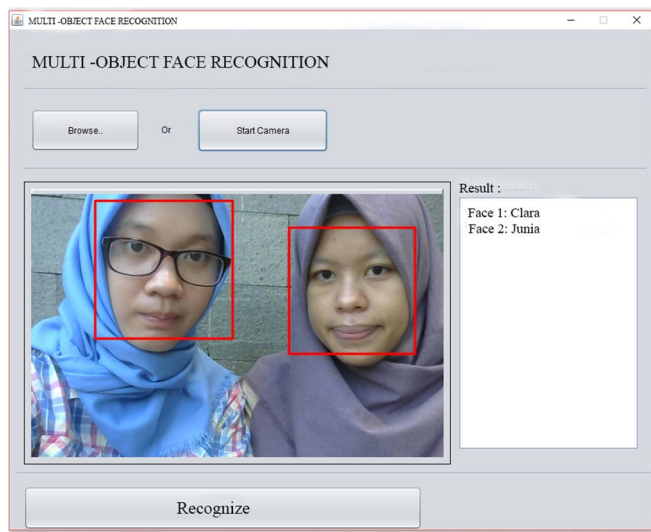 MULTI -OBJECT FACE RECOGNITION
MULTI -OBJECT FACE RECOGNITION
Browse.. Or Start Camera
Result :
Face 1: Clara
Face 2: Junia
Recognize